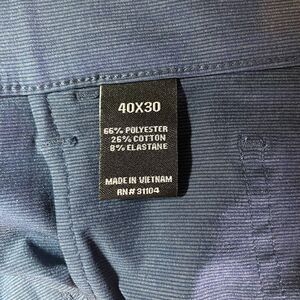 40X30
66% POLYESTER
26% COTTON
8% ELASTANE
MADE IN VIETNAM
RN# 31104